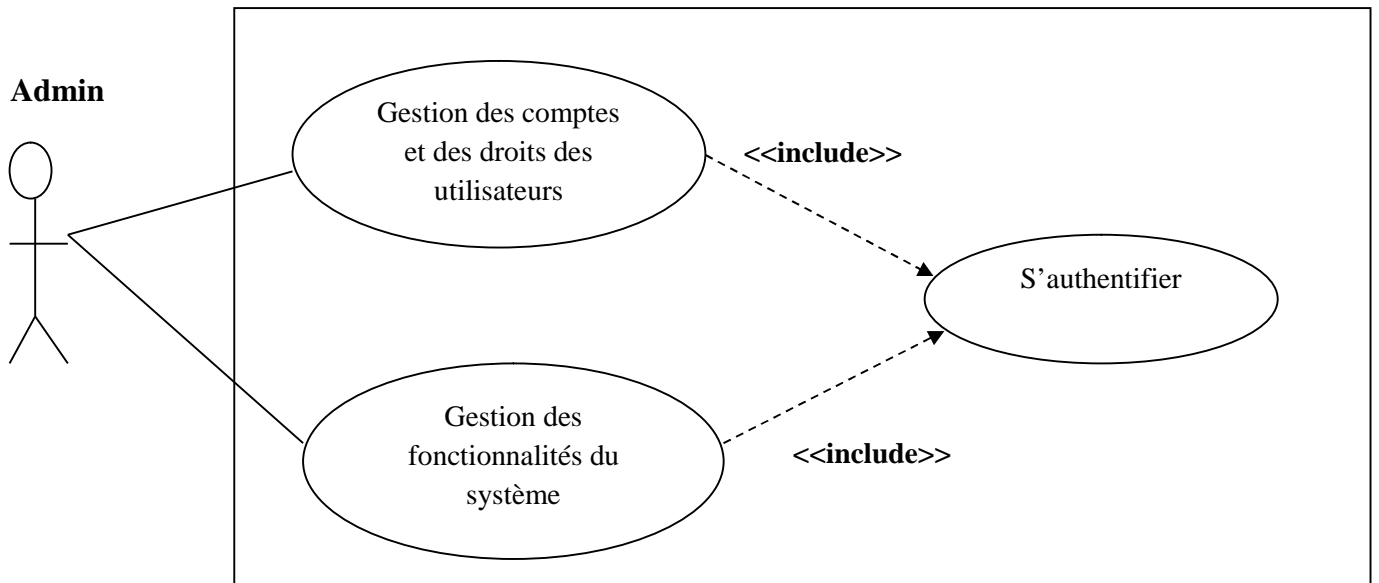 Admin
Gestion des comptes
et des droits des
utilisateurs
<<include>>
S’authentifier
Gestion des
fonctionnalités du
système
<<include>>